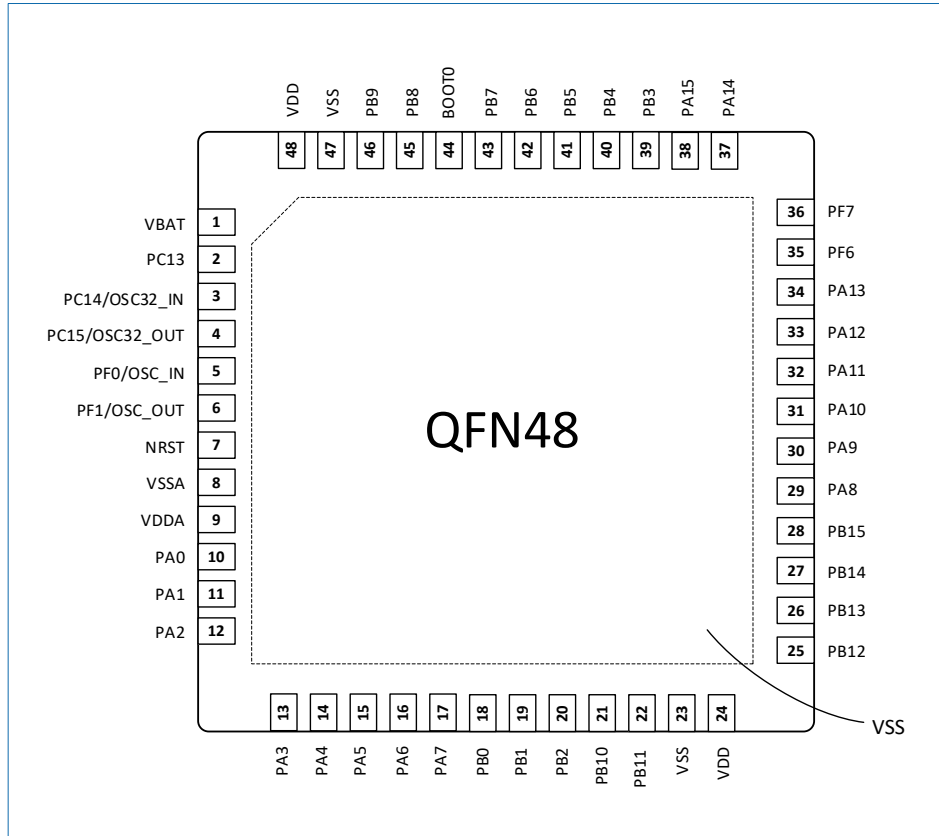 VDD VSS PB9 PB8 BOOT0 PB7 PB6 PB5 PB4 PB3 PA15 PA14
48 47 46 45 44 43 42 41 40 39 38 37
VBAT 1
PC13 2
PC14/OSC32_IN 3
PC15/OSC32_OUT 4
PF0/OSC_IN 5
PF1/OSC_OUT 6
NRST 7
VSSA 8
VDDA 9
PA0 10
PA1 11
PA2 12
QFN48
36 PF7
35 PF6
34 PA13
33 PA12
32 PA11
31 PA10
30 PA9
29 PA8
28 PB15
27 PB14
26 PB13
25 PB12
13 14 15 16 17 18 19 20 21 22 23 24
PA3 PA4 PA5 PA6 PA7 PB0 PB1 PB2 PB10 PB11 VSS VDD
VSS